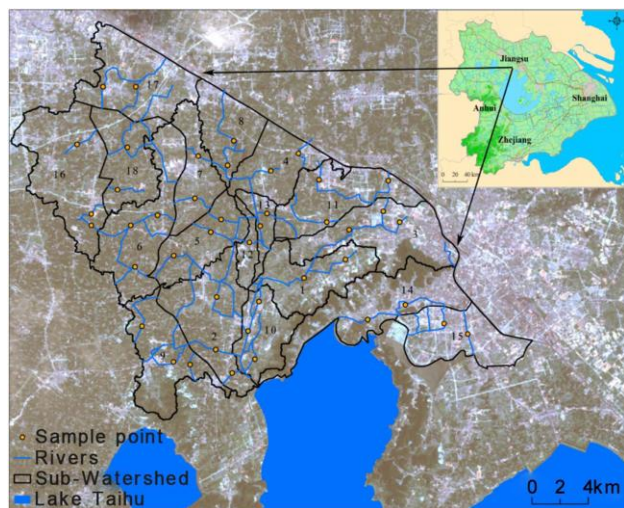 Jiangsu
Shanghai
Anhui
Zhejiang
0 20 40 km
17
8
16
18
7
4
13
11
3
6
5
12
1
14
2
10
15
9
Sample point
Rivers
Sub-Watershed
Lake Taihu
0 2 4km